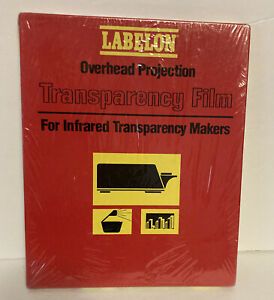 LABELON
Overhead Projection
Transparency Film
For Infrared Transparency Makers